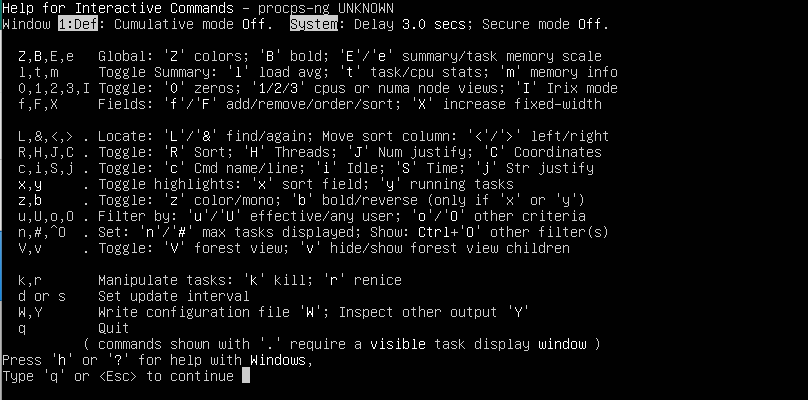 Help for Interactive Commands - procps-ng UNKNOWN
Window 1:Def: Cumulative mode Off.  System: Delay 3.0 secs; Secure mode Off.

  Z,B,E,e   Global: 'Z' colors; 'B' bold; 'E'/'e' summary/task memory scale
  l,t,m     Toggle Summary: 'l' load avg; 't' task/cpu stats; 'm' memory info
  0,1,2,3,I Toggle: '0' zeros; '1/2/3' cpus or numa node views; 'I' Irix mode
  f,F,X     Fields: 'f'/'F' add/remove/order/sort; 'X' increase fixed-width

  L,&,<,> . Locate: 'L'/'&' find/again; Move sort column: '<'/'>' left/right
  R,H,J,C . Toggle: 'R' Sort; 'H' Threads; 'J' Num justify; 'C' Coordinates
  c,i,S,j . Toggle: 'c' Cmd name/line; 'i' Idle; 'S' Time; 'j' Str justify
  x,y     . Toggle highlights: 'x' sort field; 'y' running tasks
  z,b     . Toggle: 'z' color/mono; 'b' bold/reverse (only if 'x' or 'y')
  u,U,o,O . Filter by: 'u'/'U' effective/any user; 'o'/'O' other criteria
  n,#,^O  . Set: 'n'/'#' max tasks displayed; Show: Ctrl+'O' other filter(s)
  V,v     . Toggle: 'V' forest view; 'v' hide/show forest view children

  k,r       Manipulate tasks: 'k' kill; 'r' renice
  d or s    Set update interval
  W,Y       Write configuration file 'W'; Inspect other output 'Y'
  q         Quit
          ( commands shown with '.' require a visible task display window )
Press 'h' or '?' for help with Windows,
Type 'q' or <Esc> to continue